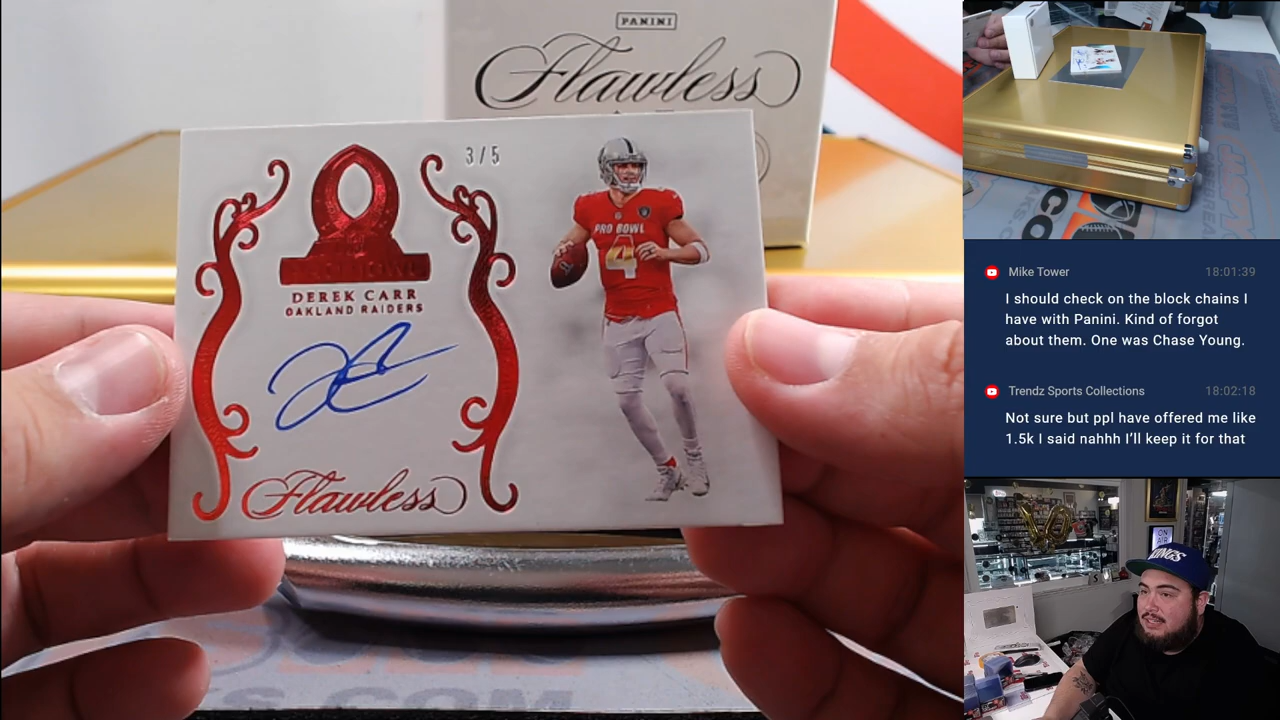 PANINI
Flawless
3/5
PRO BOWL
4
DEREK CARR
OAKLAND RAIDERS
Flawless
Mike Tower 18:01:39
I should check on the block chains I
have with Panini. Kind of forgot
about them. One was Chase Young.
Trendz Sports Collections 18:02:18
Not sure but ppl have offered me like
1.5k I said nahhh I'll keep it for that
ON
AIR
KINGS